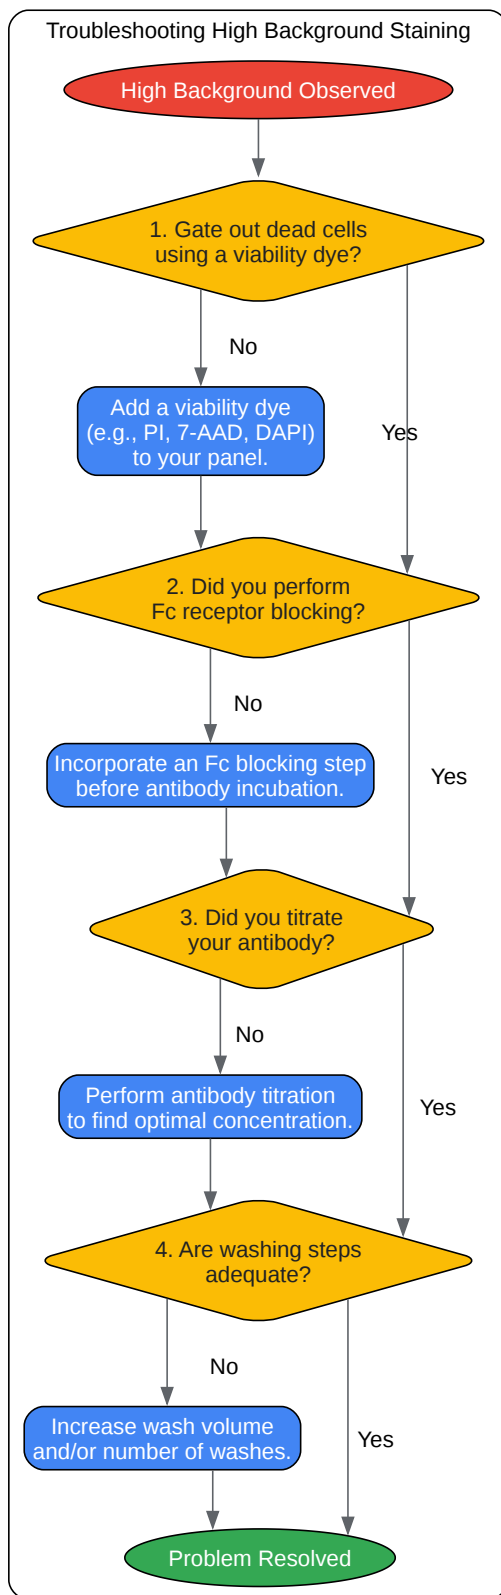 Troubleshooting High Background Staining
High Background Observed
1. Gate out dead cells
using a viability dye?
No
Add a viability dye
(e.g., PI, 7-AAD, DAPI)
to your panel.
Yes
2. Did you perform
Fc receptor blocking?
No
Incorporate an Fc blocking step
before antibody incubation.
Yes
3. Did you titrate
your antibody?
No
Perform antibody titration
to find optimal concentration.
Yes
4. Are washing steps
adequate?
No
Increase wash volume
and/or number of washes.
Yes
Problem Resolved